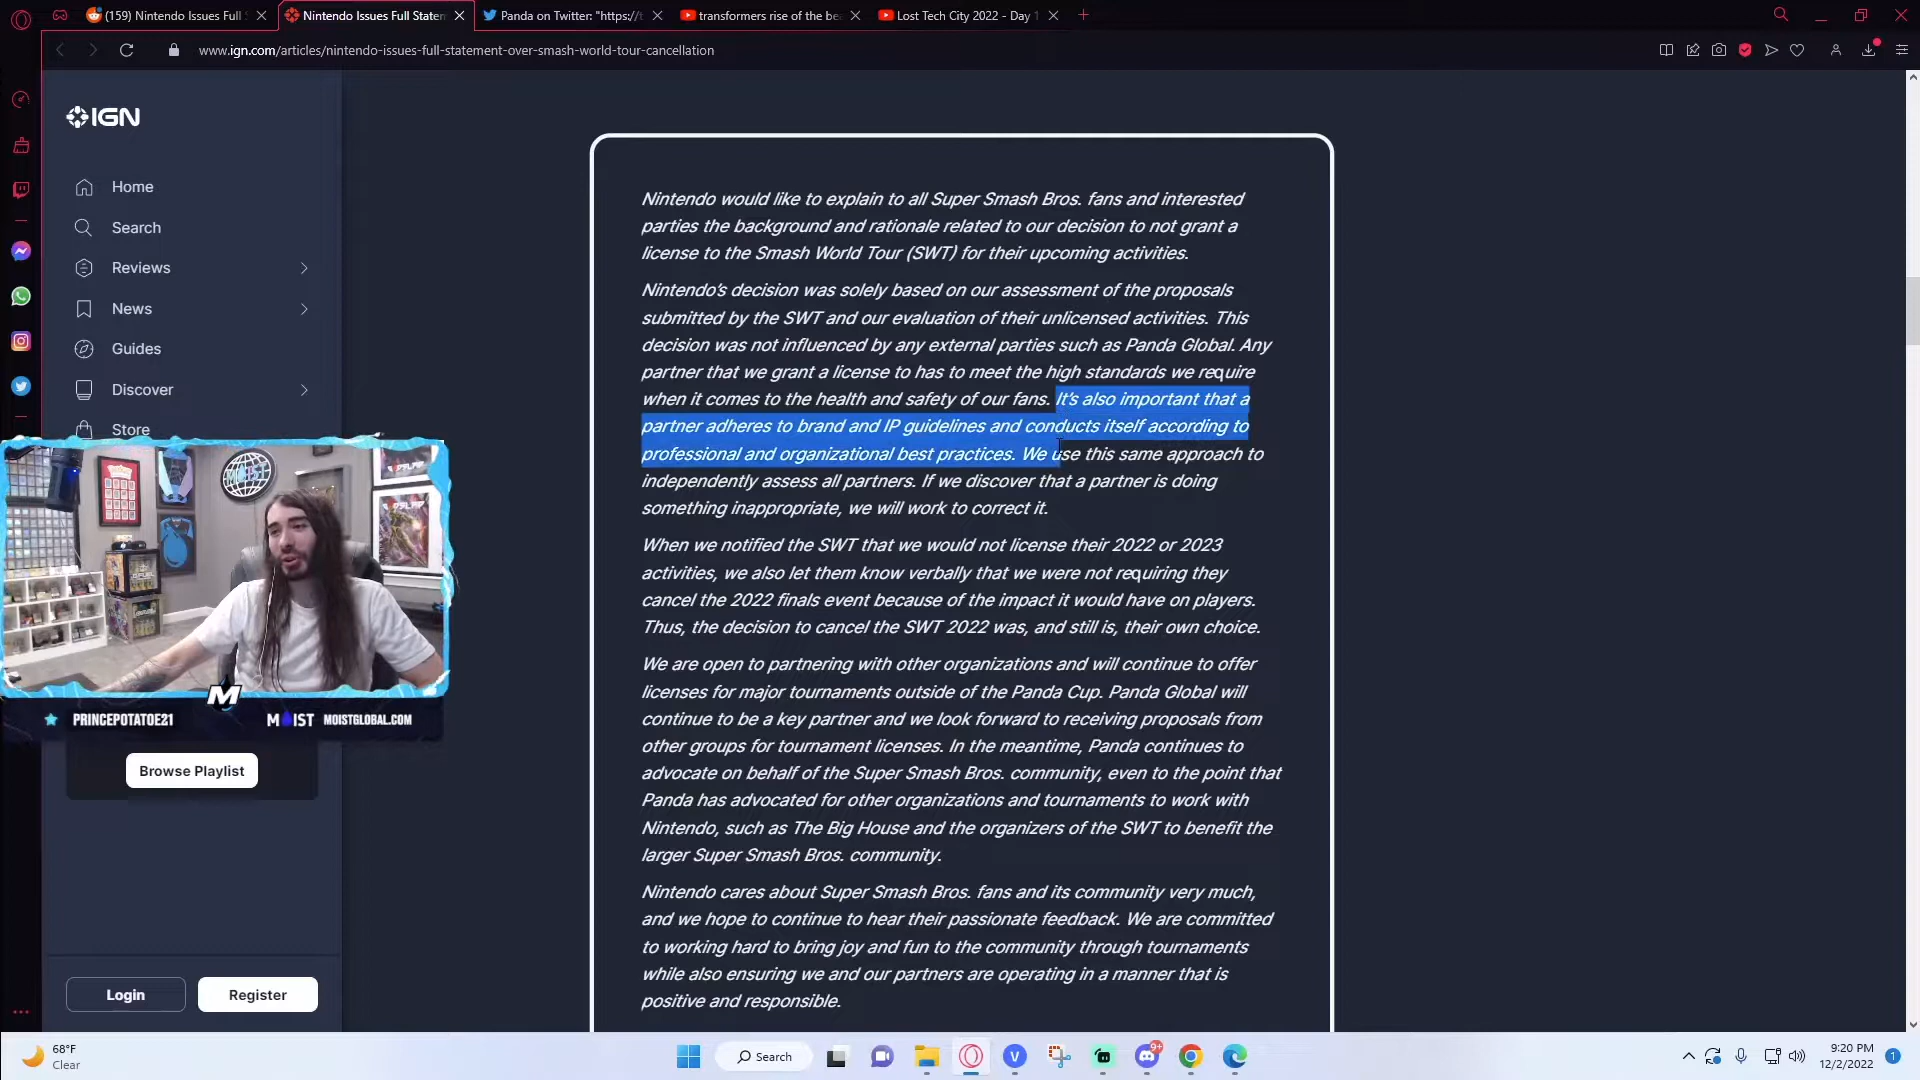 (159) Nintendo Issues Full S
Nintendo Issues Full Statem
Panda on Twitter: "https://t
transformers rise of the bea
Lost Tech City 2022 - Day 1
www.ign.com/articles/nintendo-issues-full-statement-over-smash-world-tour-cancellation
IGN
Home
Search
Reviews
News
Guides
Discover
Store
Browse Playlist
Login
Register
Nintendo would like to explain to all Super Smash Bros. fans and interested
parties the background and rationale related to our decision to not grant a
license to the Smash World Tour (SWT) for their upcoming activities.
Nintendo's decision was solely based on our assessment of the proposals
submitted by the SWT and our evaluation of their unlicensed activities. This
decision was not influenced by any external parties such as Panda Global. Any
partner that we grant a license to has to meet the high standards we require
when it comes to the health and safety of our fans. It's also important that a
partner adheres to brand and IP guidelines and conducts itself according to
professional and organizational best practices. We use this same approach to
independently assess all partners. If we discover that a partner is doing
something inappropriate, we will work to correct it.
When we notified the SWT that we would not license their 2022 or 2023
activities, we also let them know verbally that we were not requiring they
cancel the 2022 finals event because of the impact it would have on players.
Thus, the decision to cancel the SWT 2022 was, and still is, their own choice.
We are open to partnering with other organizations and will continue to offer
licenses for major tournaments outside of the Panda Cup. Panda Global will
continue to be a key partner and we look forward to receiving proposals from
other groups for tournament licenses. In the meantime, Panda continues to
advocate on behalf of the Super Smash Bros. community, even to the point that
Panda has advocated for other organizations and tournaments to work with
Nintendo, such as The Big House and the organizers of the SWT to benefit the
larger Super Smash Bros. community.
Nintendo cares about Super Smash Bros. fans and its community very much,
and we hope to continue to hear their passionate feedback. We are committed
to working hard to bring joy and fun to the community through tournaments
while also ensuring we and our partners are operating in a manner that is
positive and responsible.
MOIST
M
PRINCEPOTATOE21
MOIST
MOISTGLOBAL.COM
68°F
Clear
Search
V
9+
9:20 PM
12/2/2022
1